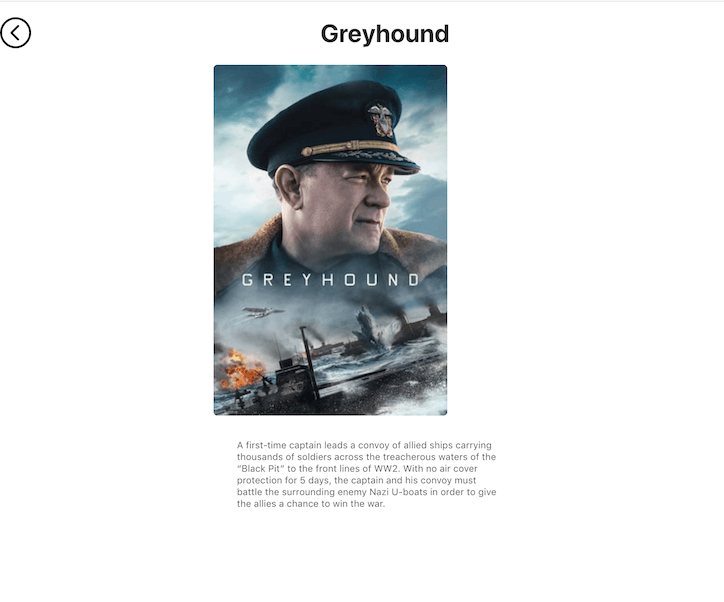 Greyhound
GREYHOUND
A first-time captain leads a convoy of allied ships carrying
thousands of soldiers across the treacherous waters of the
“Black Pit” to the front lines of WW2. With no air cover
protection for 5 days, the captain and his convoy must
battle the surrounding enemy Nazi U-boats in order to give
the allies a chance to win the war.